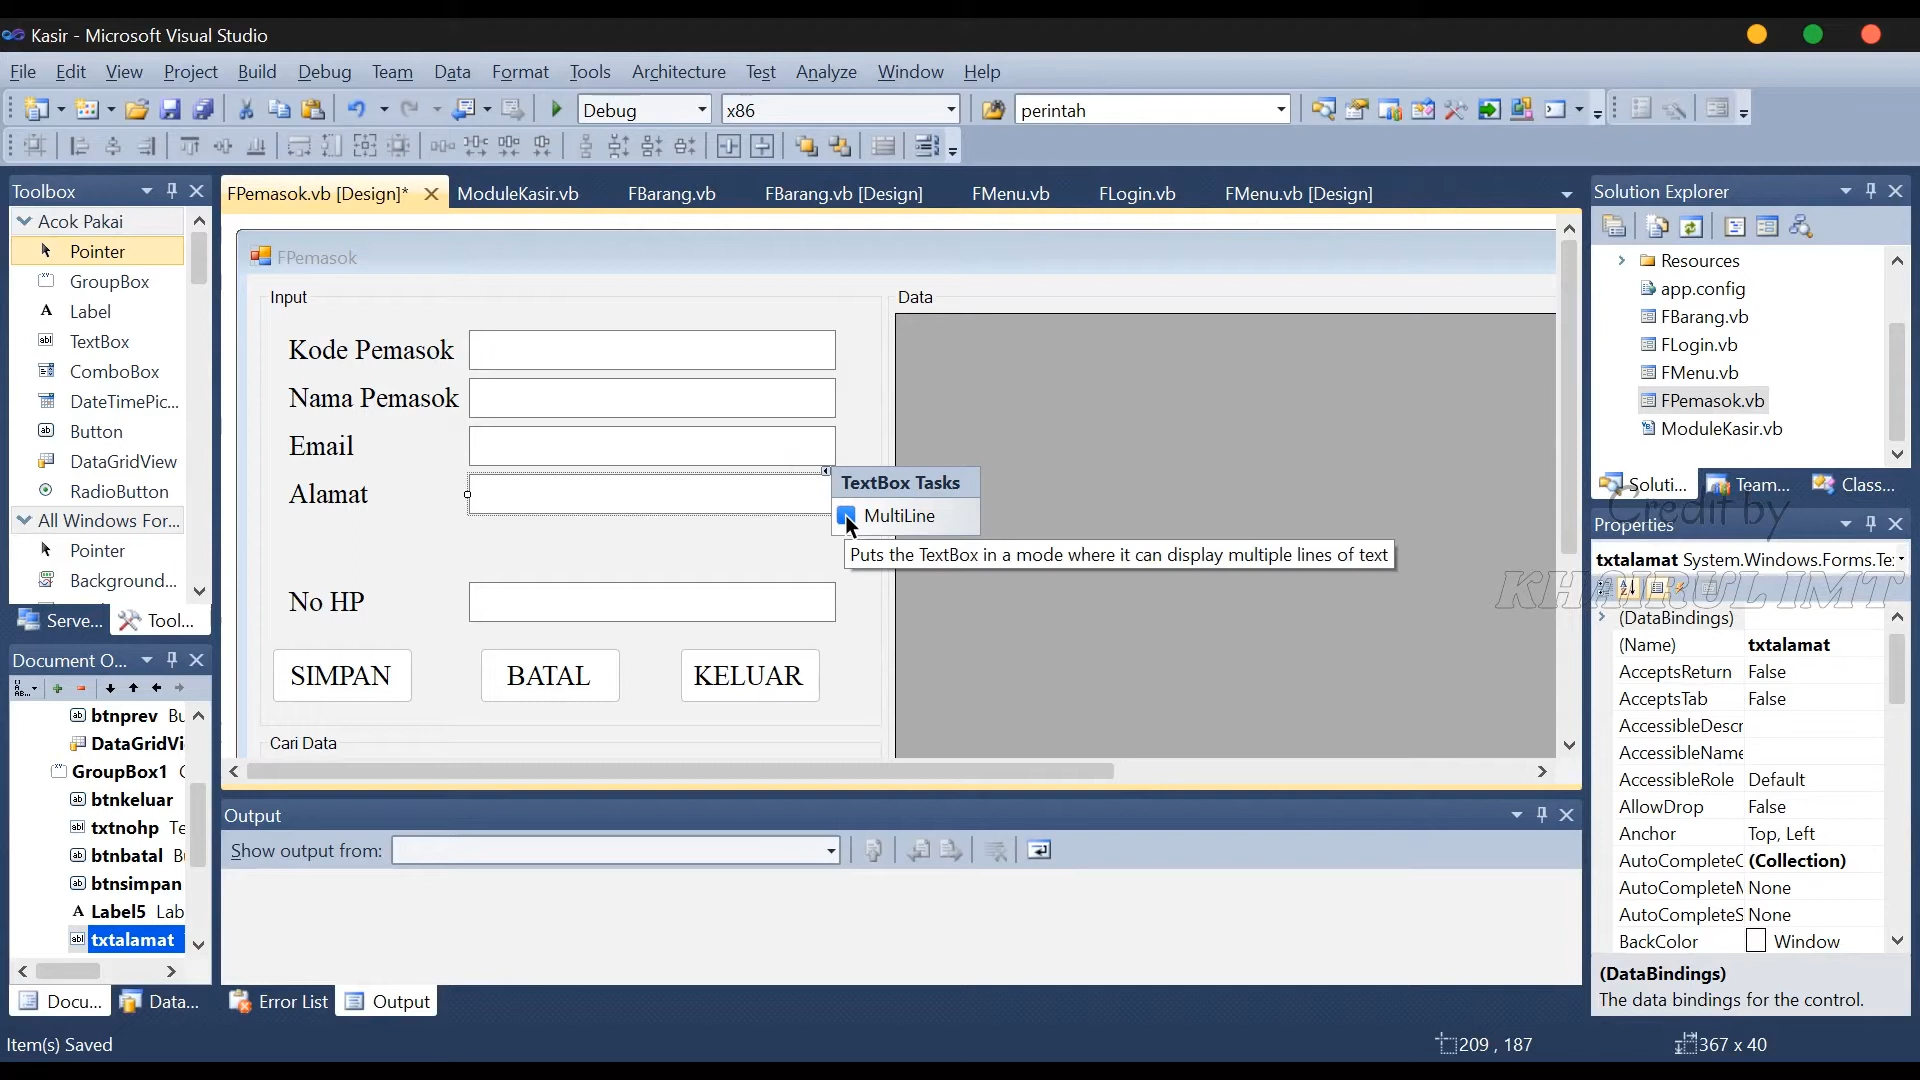 Kasir - Microsoft Visual Studio
File Edit View Project Build Debug Team Data Format Tools Architecture Test Analyze Window Help
Debug x86 perintah
Toolbox
Acok Pakai
Pointer
GroupBox
Label
TextBox
ComboBox
DateTimePic...
Button
DataGridView
RadioButton
All Windows For...
Pointer
Background...
Serve... Tool...
Document O...
btnprev Bu
DataGridVi
GroupBox1 G
btnkeluar
txtnohp Te
btnbatal Bu
btnsimpan
Label5 Lab
txtalamat
Docu... Data...
FPemasok.vb [Design]* ModuleKasir.vb FBarang.vb FBarang.vb [Design] FMenu.vb FLogin.vb FMenu.vb [Design]
FPemasok
Input
Kode Pemasok
Nama Pemasok
Email
Alamat
No HP
SIMPAN BATAL KELUAR
Cari Data
Data
TextBox Tasks
MultiLine
Puts the TextBox in a mode where it can display multiple lines of text
Output
Show output from:
Error List Output
Solution Explorer
Resources
app.config
FBarang.vb
FLogin.vb
FMenu.vb
FPemasok.vb
ModuleKasir.vb
Soluti... Team... Class...
Credit by
KHAIRUL IMT
Properties
txtalamat System.Windows.Forms.Te
(DataBindings)
(Name) txtalamat
AcceptsReturn False
AcceptsTab False
AccessibleDescr
AccessibleName
AccessibleRole Default
AllowDrop False
Anchor Top, Left
AutoCompleteC (Collection)
AutoCompleteM None
AutoCompleteS None
BackColor Window
(DataBindings)
The data bindings for the control.
Item(s) Saved
209 , 187 367 x 40